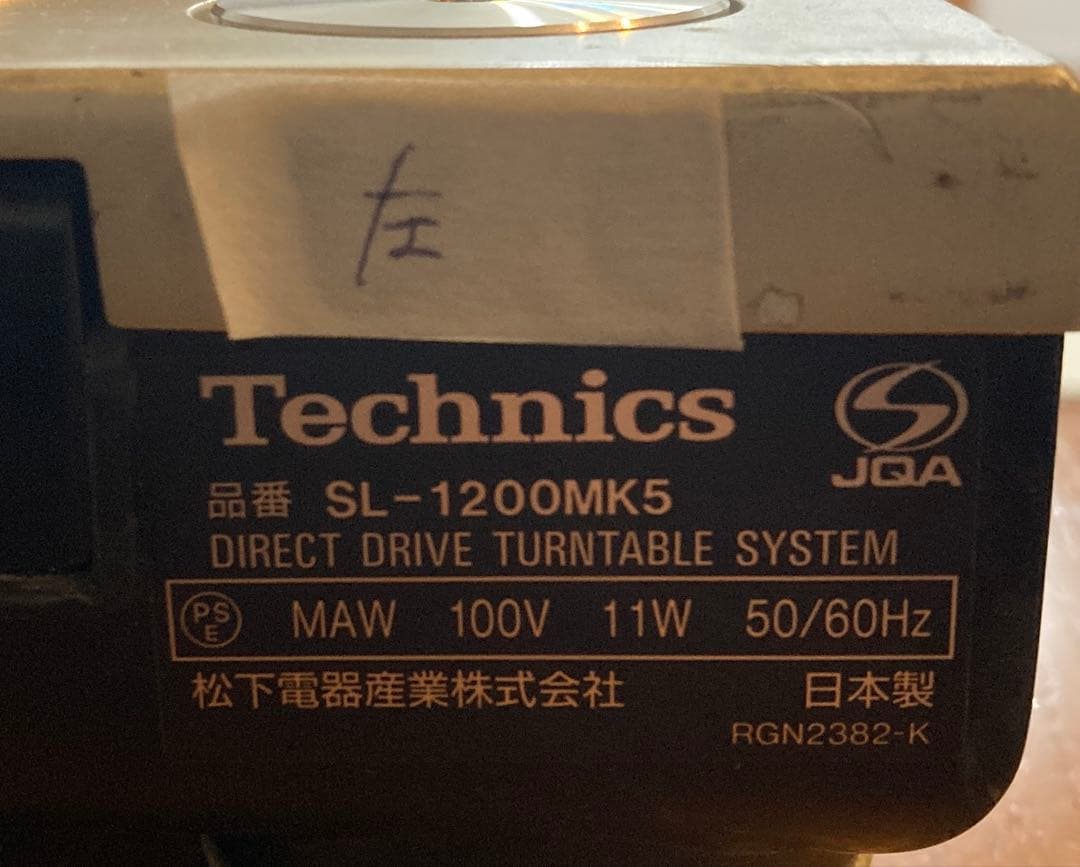 左
Technics
JQA
品番 SL-1200MK5
DIRECT DRIVE TURNTABLE SYSTEM
PSE MAW 100V 11W 50/60Hz
松下電器産業株式会社 日本製
RGN2382-K